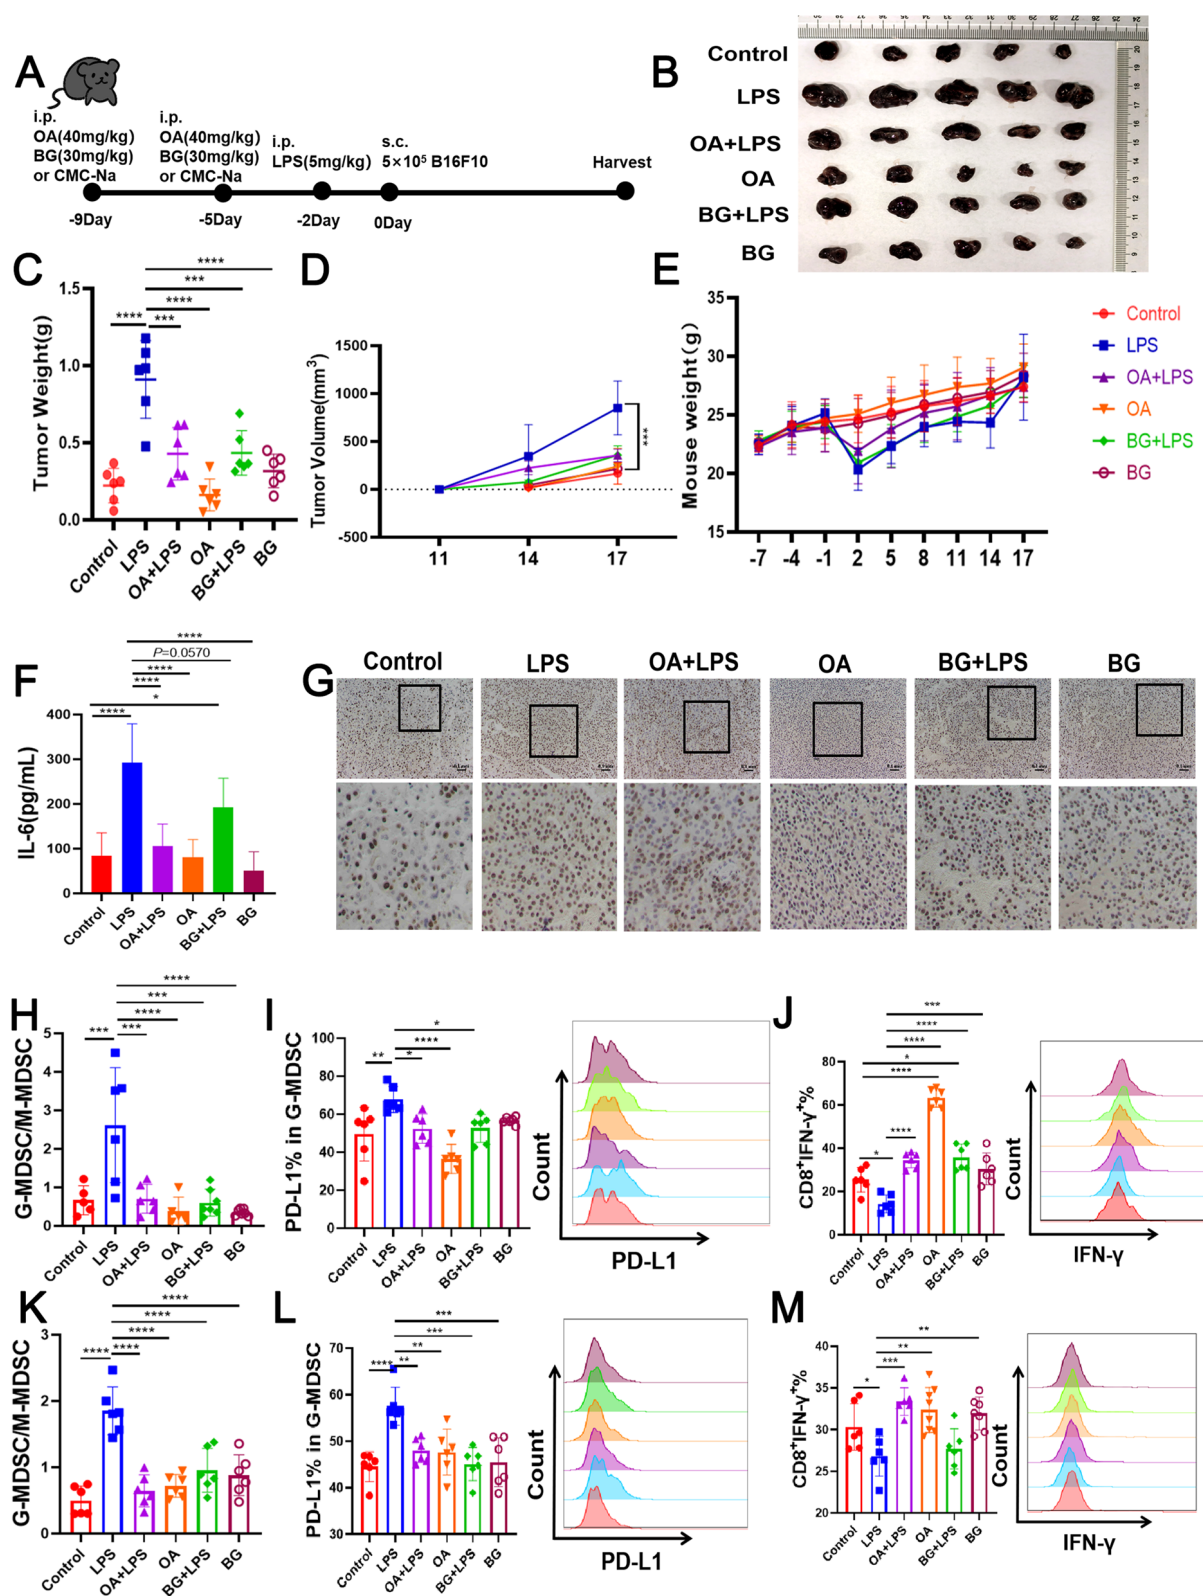 A
i.p.
OA(40mg/kg)
BG(30mg/kg)
or CMC-Na
i.p.
OA(40mg/kg)
BG(30mg/kg)
or CMC-Na
i.p.
LPS(5mg/kg)
s.c.
5×10⁵ B16F10
Harvest
-9Day
-5Day
-2Day
0Day
B
Control
LPS
OA+LPS
OA
BG+LPS
BG
C
****
***
****
****
***
Tumor Weight(g)
1.5
1.0
0.5
0.0
Control
LPS
OA+LPS
OA
BG+LPS
BG
D
Tumor Volume(mm³)
1500
1000
500
0
-500
11
14
17
***
E
Mouse weight(g)
35
30
25
20
15
-7
-4
-1
2
5
8
11
14
17
Control
LPS
OA+LPS
OA
BG+LPS
BG
F
****
P=0.0570
****
****
*
****
IL-6(pg/mL)
400
300
200
100
0
Control
LPS
OA+LPS
OA
BG+LPS
BG
G
Control
LPS
OA+LPS
OA
BG+LPS
BG
H
****
***
****
***
***
G-MDSC/M-MDSC
5
4
3
2
1
0
Control
LPS
OA+LPS
OA
BG+LPS
BG
I
*
****
**
*
PD-L1% in G-MDSC
100
80
60
40
20
0
Control
LPS
OA+LPS
OA
BG+LPS
BG
Count
PD-L1
J
***
****
****
*
****
****
*
CD8⁺IFN-γ⁺%
80
60
40
20
0
Control
LPS
OA+LPS
OA
BG+LPS
BG
Count
IFN-γ
K
****
****
****
****
****
G-MDSC/M-MDSC
3
2
1
0
Control
LPS
OA+LPS
OA
BG+LPS
BG
L
***
***
**
****
**
PD-L1% in G-MDSC
70
60
50
40
30
Control
LPS
OA+LPS
OA
BG+LPS
BG
Count
PD-L1
M
**
**
***
*
CD8⁺IFN-γ⁺%
40
35
30
25
20
Control
LPS
OA+LPS
OA
BG+LPS
BG
Count
IFN-γ